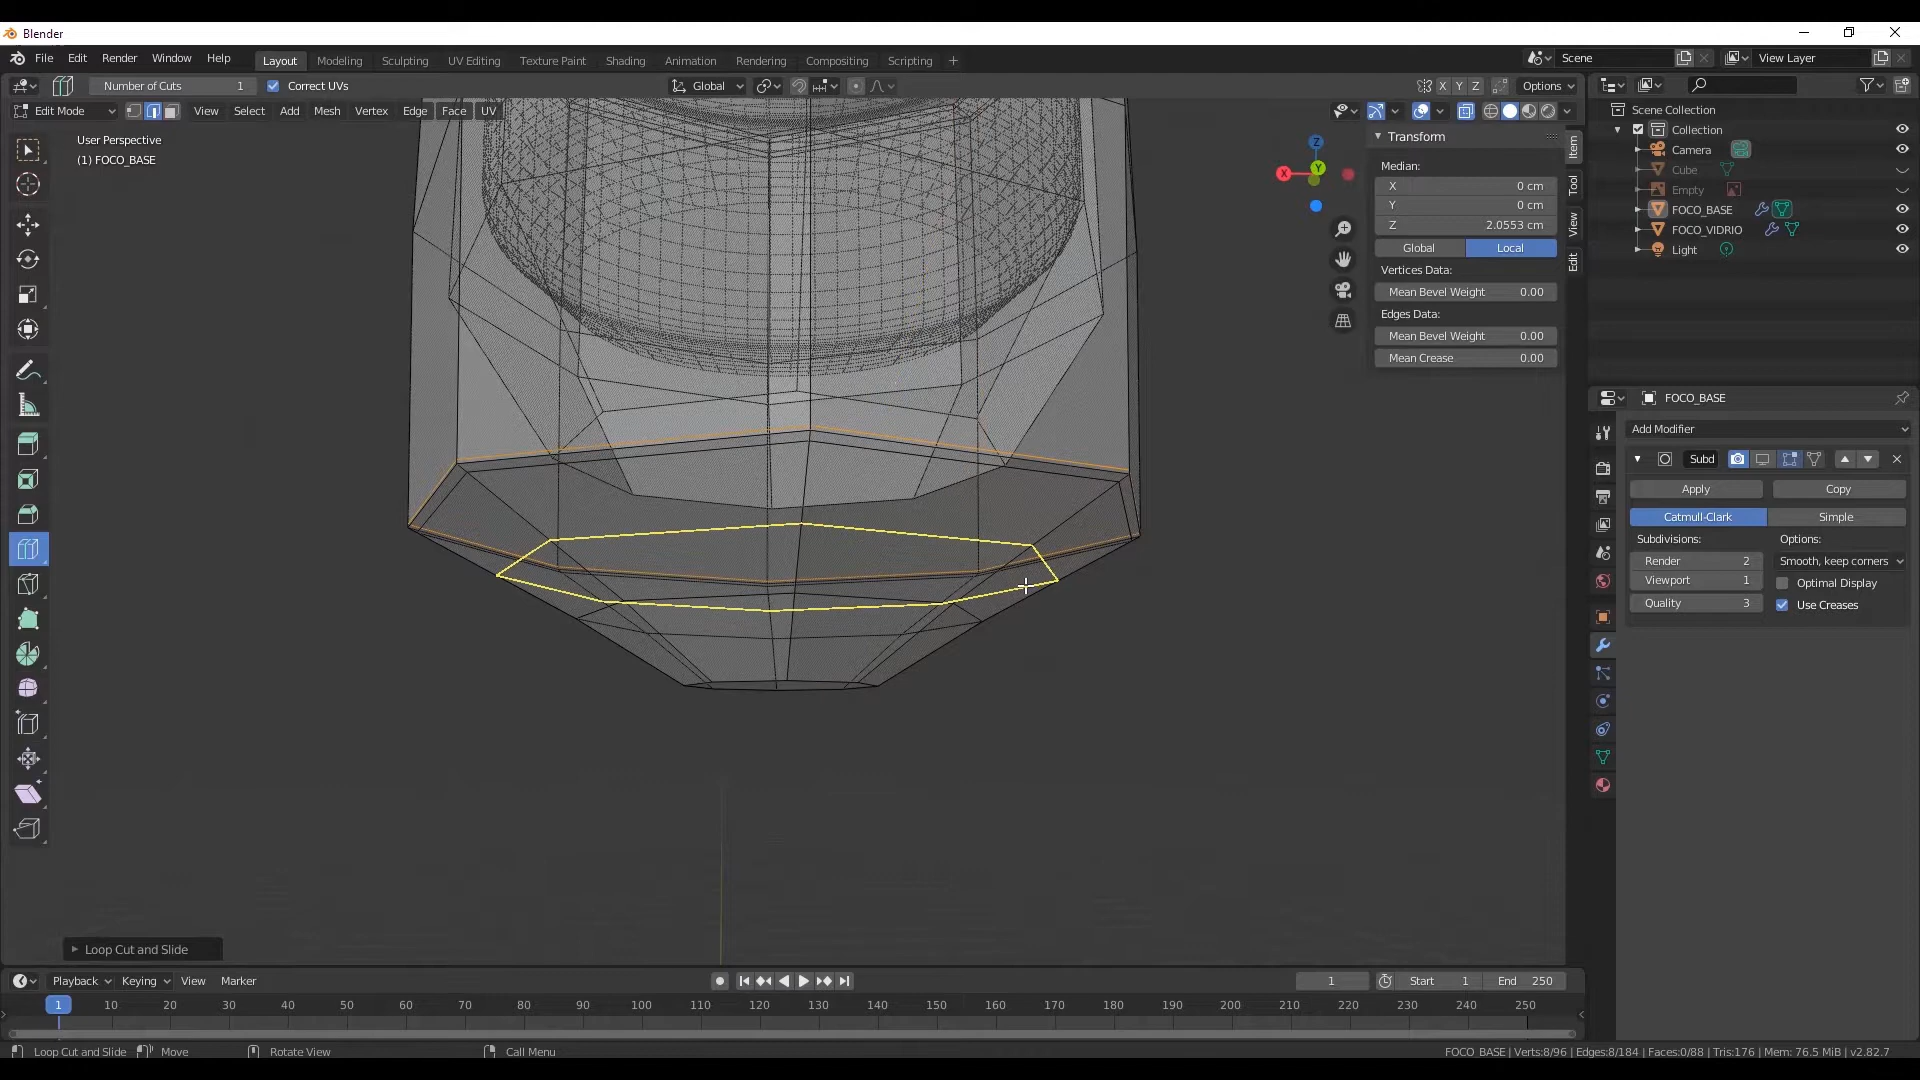 Blender
File Edit Render Window Help Layout Modeling Sculpting UV Editing Texture Paint Shading Animation Rendering Compositing Scripting + Scene View Layer
Number of Cuts 1 Correct UVs Global X Y Z Options
Edit Mode View Select Add Mesh Vertex Edge Face UV
User Perspective
(1) FOCO_BASE
Z
Y
X
Transform
Median:
X 0 cm
Y 0 cm
Z 2.0553 cm
Global Local
Vertices Data:
Mean Bevel Weight 0.00
Edges Data:
Mean Bevel Weight 0.00
Mean Crease 0.00
Item
Tool
View
Edit
Scene Collection
Collection
Camera
Cube
Empty
FOCO_BASE
FOCO_VIDRIO
Light
FOCO_BASE
Add Modifier
Subd
Apply Copy
Catmull-Clark Simple
Subdivisions: Options:
Render 2 Smooth, keep corners
Viewport 1 Optimal Display
Quality 3 Use Creases
Loop Cut and Slide
Playback Keying View Marker 1 Start 1 End 250
1 10 20 30 40 50 60 70 80 90 100 110 120 130 140 150 160 170 180 190 200 210 220 230 240 250
Loop Cut and Slide Move Rotate View Call Menu FOCO_BASE | Verts:8/96 | Edges:8/184 | Faces:0/88 | Tris:176 | Mem: 76.5 MiB | v2.82.7